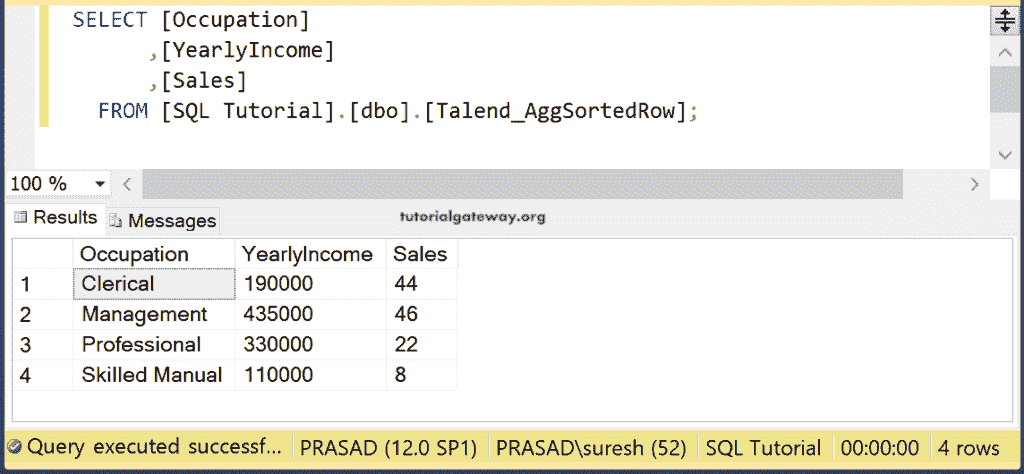 SELECT [Occupation]
,[YearlyIncome]
,[Sales]
FROM [SQL Tutorial].[dbo].[Talend_AggSortedRow];
100 %
Results Messages tutorialgateway.org
Occupation YearlyIncome Sales
1 Clerical 190000 44
2 Management 435000 46
3 Professional 330000 22
4 Skilled Manual 110000 8
Query executed successf... PRASAD (12.0 SP1) PRASAD\suresh (52) SQL Tutorial 00:00:00 4 rows